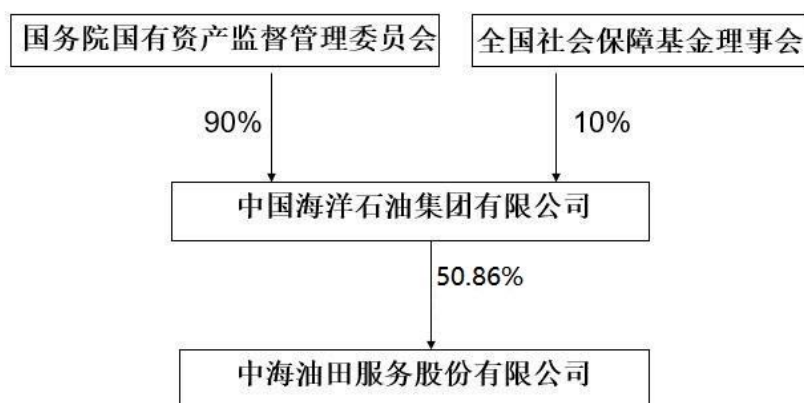 国务院国有资产监督管理委员会
全国社会保障基金理事会
90%
10%
中国海洋石油集团有限公司
50.86%
中海油田服务股份有限公司